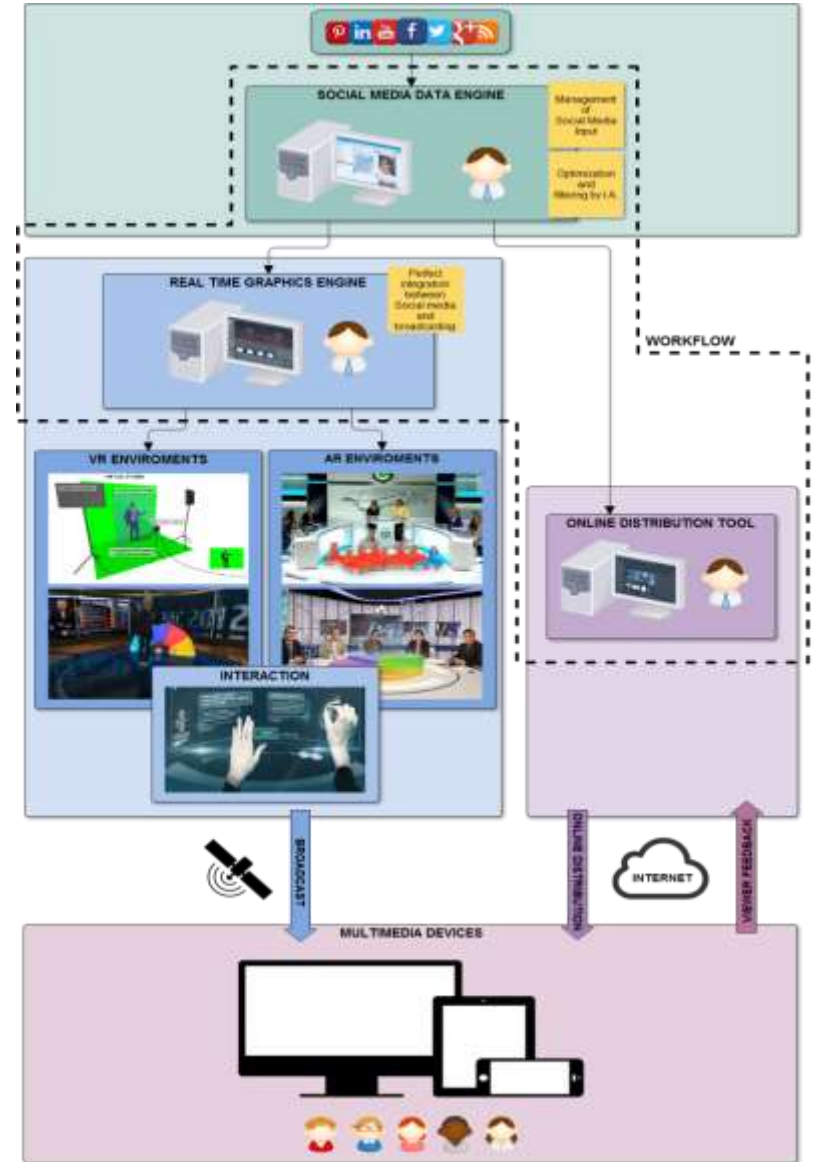 SOCIAL MEDIA DATA ENGINE
Management
of
Social Media
Input
Optimization
and
filtering by I.A.
REAL TIME GRAPHICS ENGINE
Perfect
integration
between
Social media
and
broadcasting
WORKFLOW
VR ENVIROMENTS
AR ENVIROMENTS
ONLINE DISTRIBUTION TOOL
INTERACTION
BROADCAST
ONLINE DISTRIBUTION
INTERNET
VIEWER FEEDBACK
MULTIMEDIA DEVICES